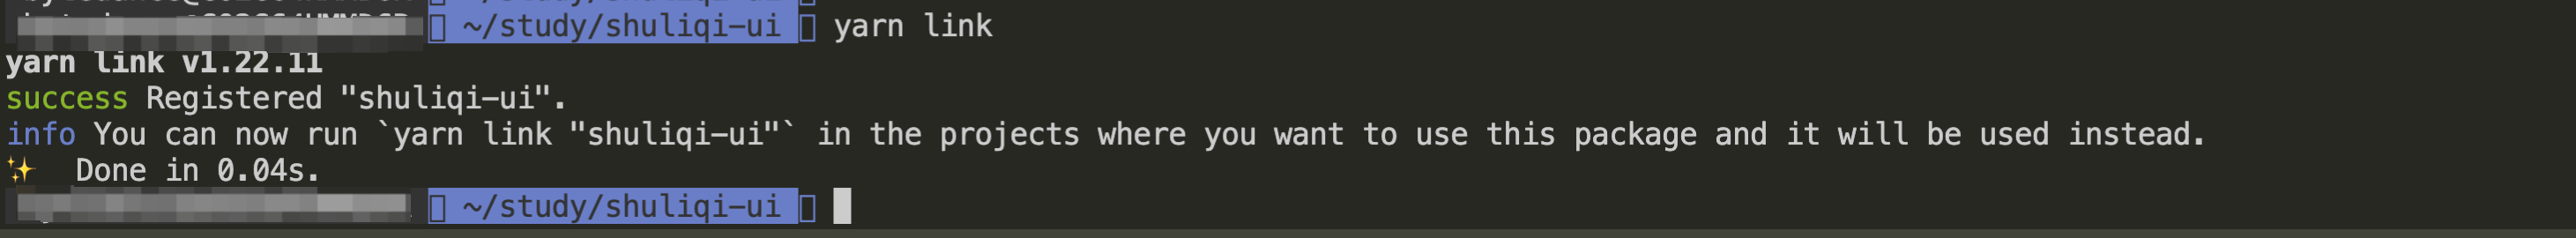 ~/study/shuliqi-ui yarn link
yarn link v1.22.11
success Registered "shuliqi-ui".
info You can now run `yarn link "shuliqi-ui"` in the projects where you want to use this package and it will be used instead.
✨ Done in 0.04s.
~/study/shuliqi-ui